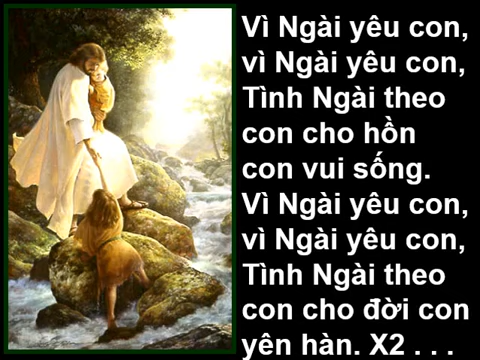 Vì Ngài yêu con,
vì Ngài yêu con,
Tình Ngài theo
con cho hồn
con vui sống.
Vì Ngài yêu con,
vì Ngài yêu con,
Tình Ngài theo
con cho đời con
yên hàn. X2 . . .